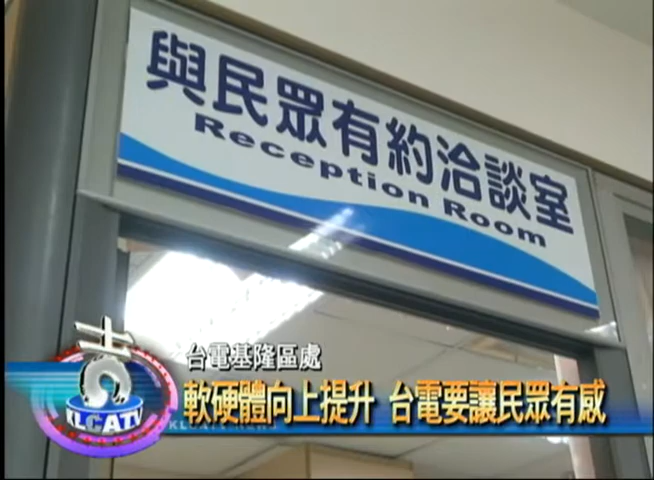 與民眾有約洽談室
Reception Room
台電基隆區處
軟硬體向上提升 台電要讓民眾有感
吉
KLCATV